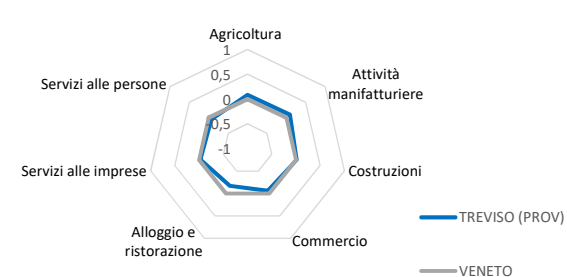 Agricoltura
1
0,5
0
-0,5
-1
Attività
manifatturiere
Costruzioni
Commercio
Alloggio e
ristorazione
Servizi alle imprese
Servizi alle persone
TREVISO (PROV)
VENETO